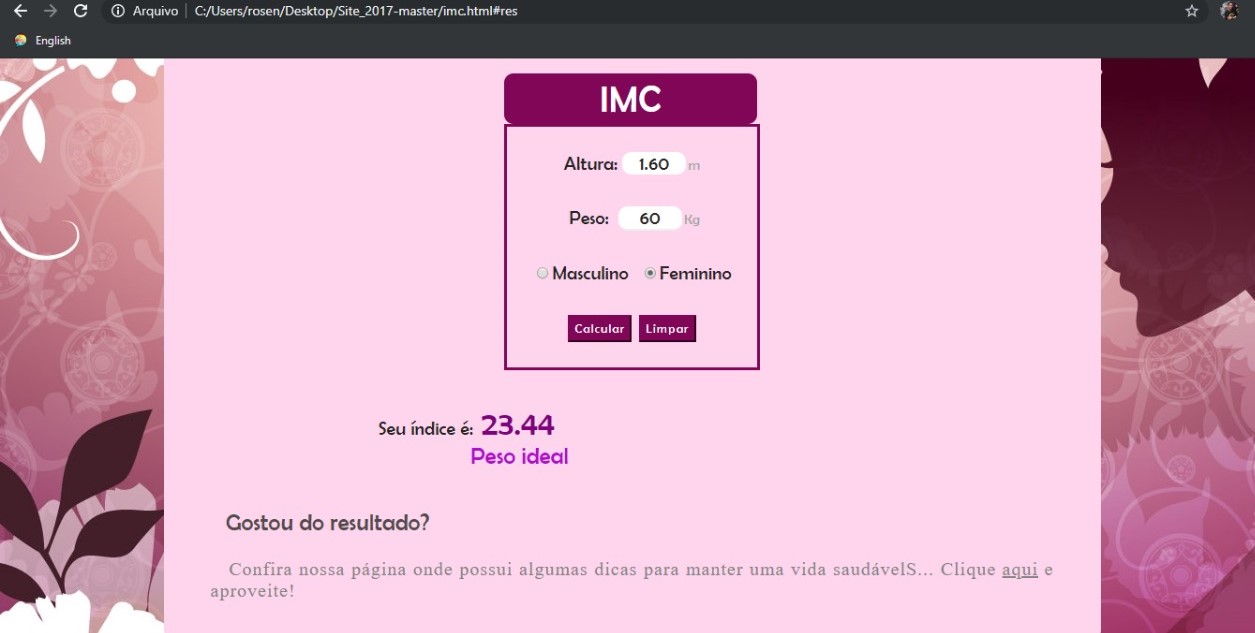 Arquivo | C:/Users/rosen/Desktop/Site_2017-master/imc.html#res
English
IMC
Altura: 1.60 m
Peso: 60 Kg
Masculino Feminino
Calcular Limpar
Seu índice é: 23.44
Peso ideal
Gostou do resultado?
Confira nossa página onde possui algumas dicas para manter uma vida saudávelS... Clique aqui e
aproveite!